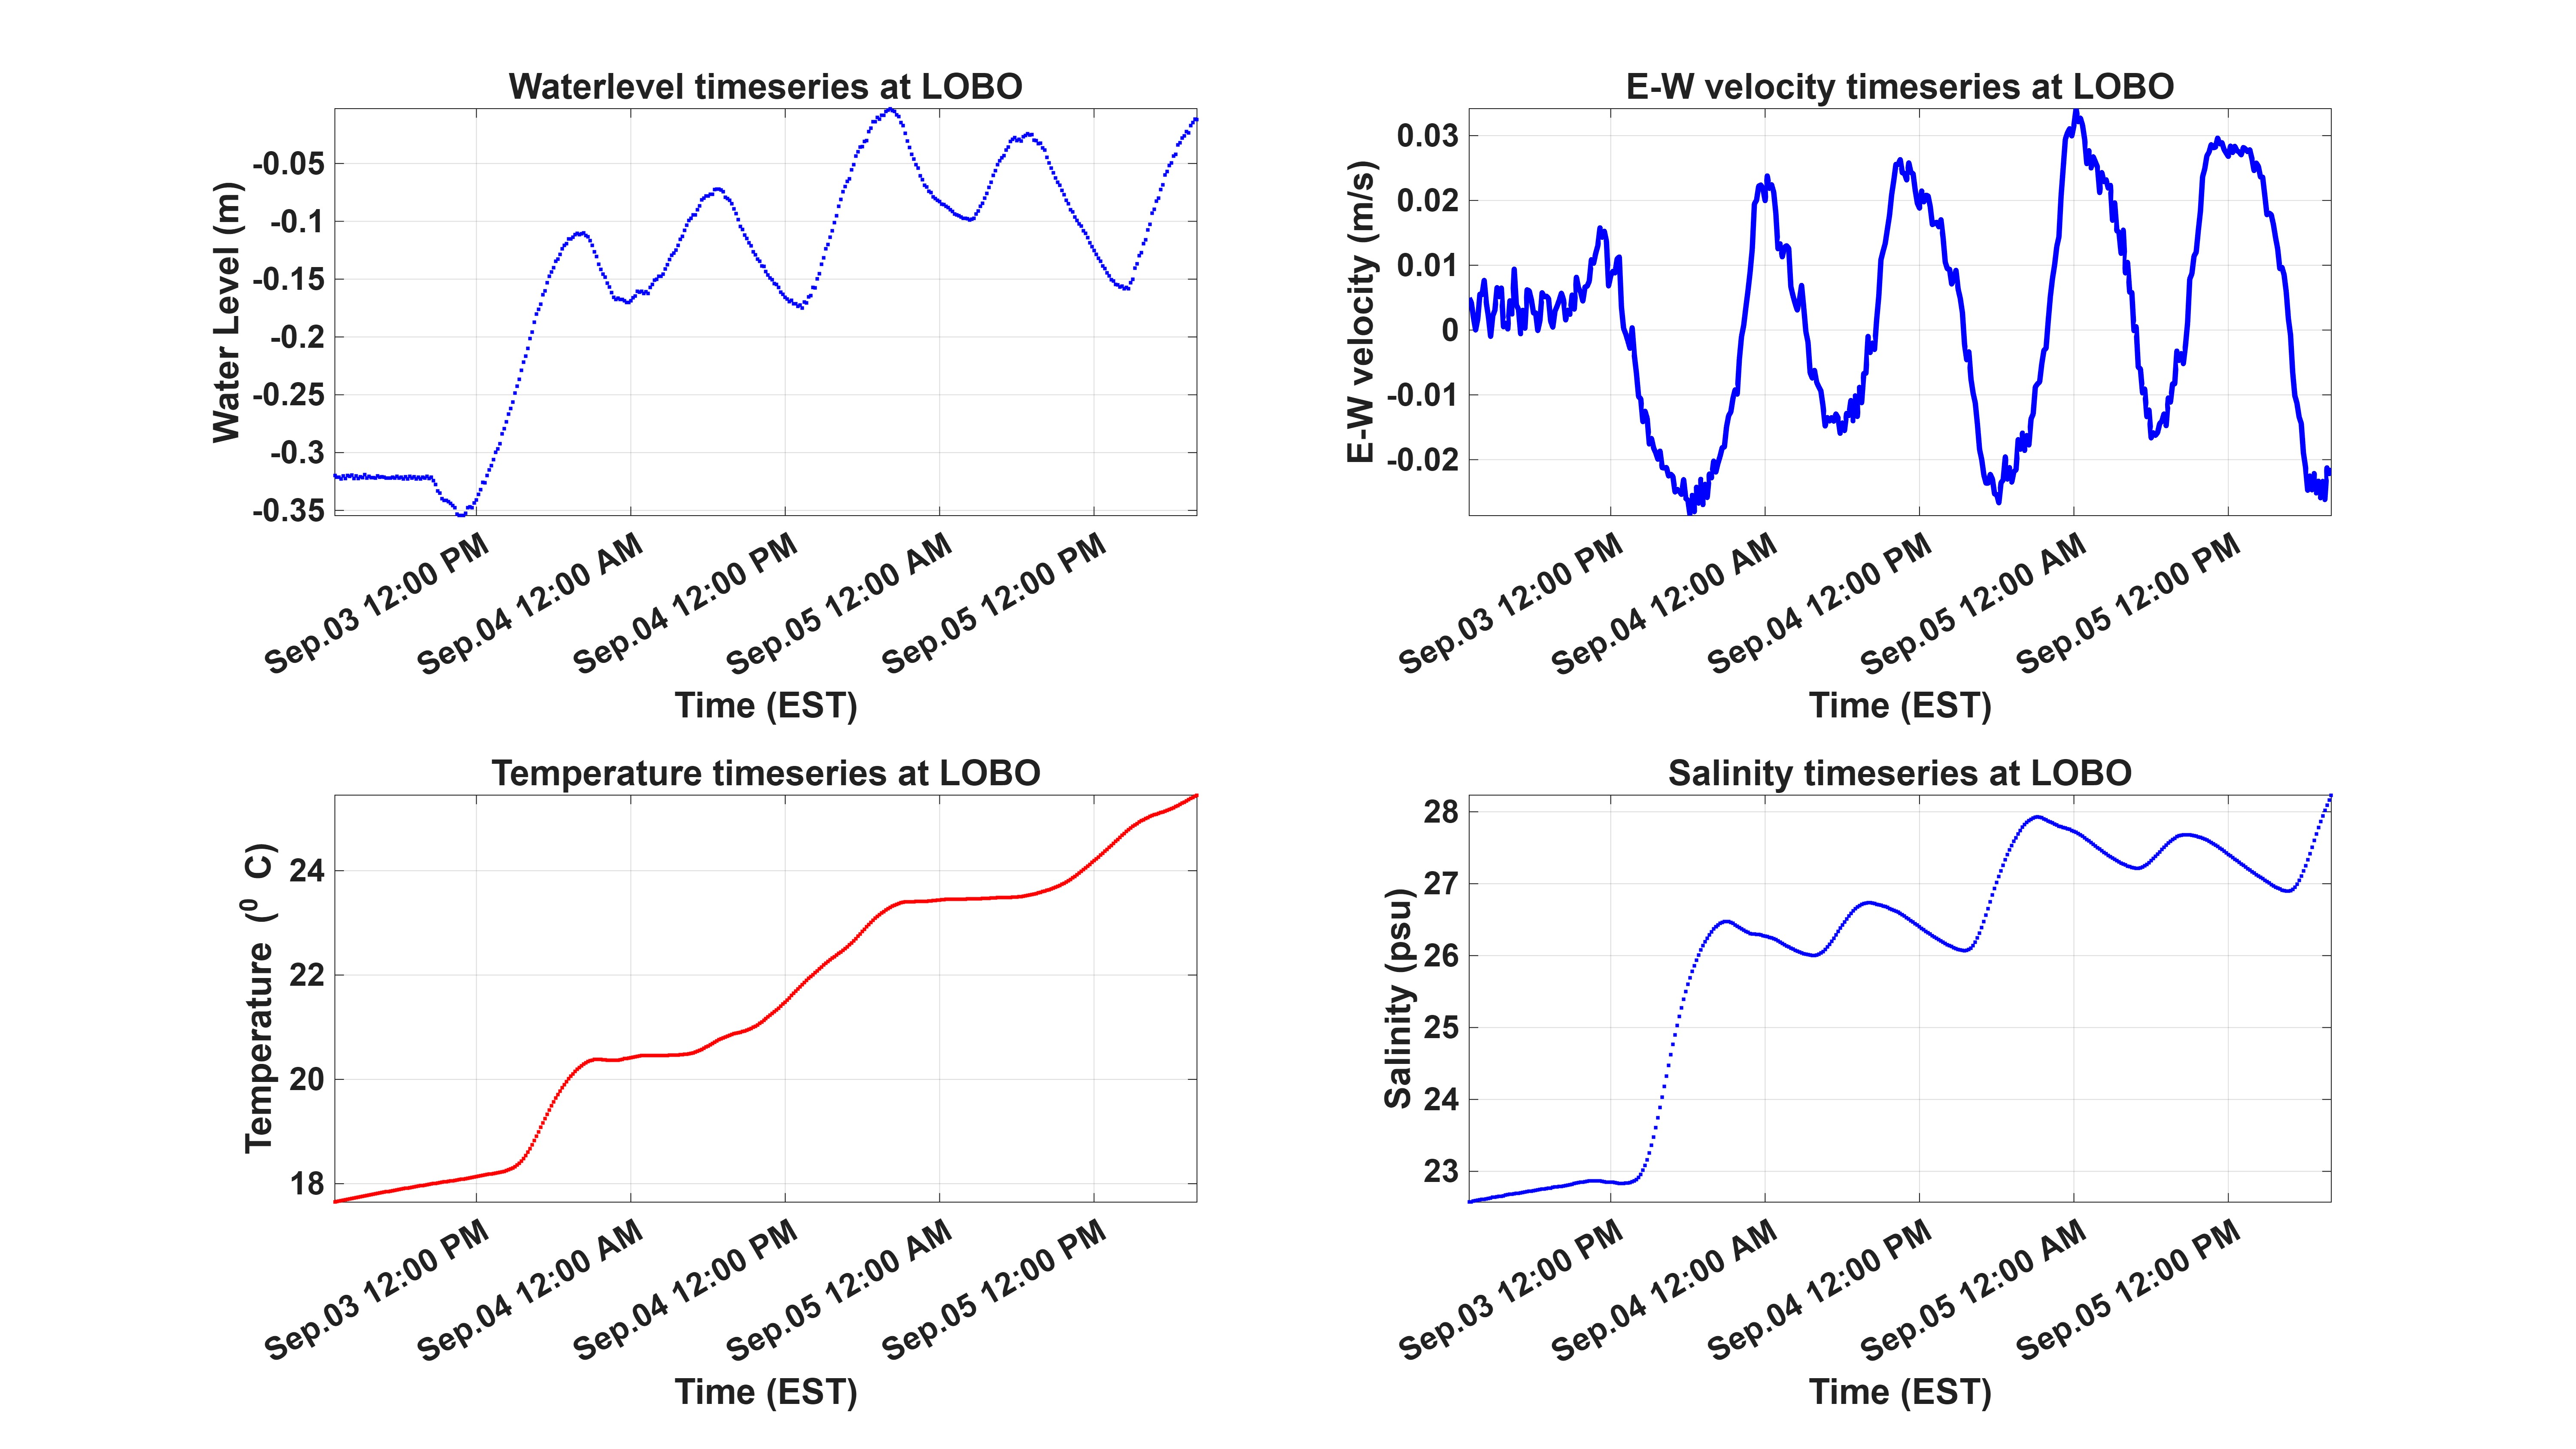 Waterlevel timeseries at LOBO
Water Level (m)
-0.05
-0.1
-0.15
-0.2
-0.25
-0.3
-0.35
Sep.03 12:00 PM
Sep.04 12:00 AM
Sep.04 12:00 PM
Sep.05 12:00 AM
Sep.05 12:00 PM
Time (EST)
E-W velocity timeseries at LOBO
E-W velocity (m/s)
0.03
0.02
0.01
0
-0.01
-0.02
Sep.03 12:00 PM
Sep.04 12:00 AM
Sep.04 12:00 PM
Sep.05 12:00 AM
Sep.05 12:00 PM
Time (EST)
Temperature timeseries at LOBO
Temperature (⁰ C)
24
22
20
18
Sep.03 12:00 PM
Sep.04 12:00 AM
Sep.04 12:00 PM
Sep.05 12:00 AM
Sep.05 12:00 PM
Time (EST)
Salinity timeseries at LOBO
Salinity (psu)
28
27
26
25
24
23
Sep.03 12:00 PM
Sep.04 12:00 AM
Sep.04 12:00 PM
Sep.05 12:00 AM
Sep.05 12:00 PM
Time (EST)